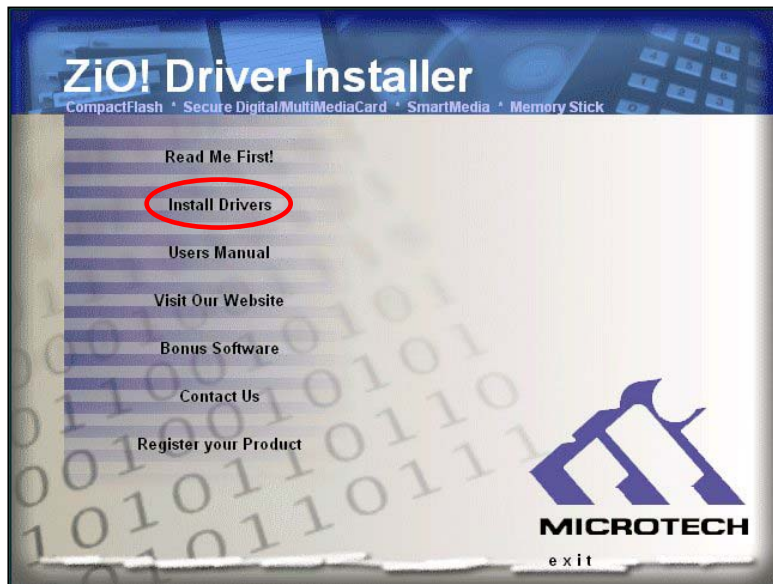 ZiO! Driver Installer
CompactFlash * Secure Digital/MultiMediaCard * SmartMedia * Memory Stick
Read Me First!
Install Drivers
Users Manual
Visit Our Website
Bonus Software
Contact Us
Register your Product
MICROTECH
exit